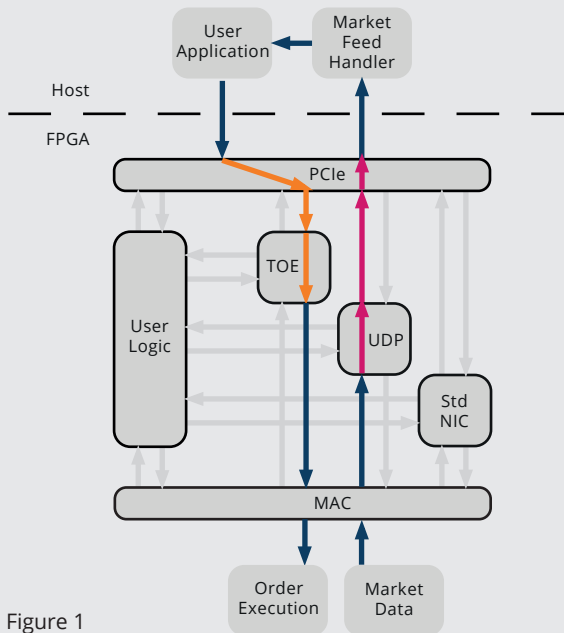 User
Application
Market
Feed
Handler
Host
FPGA
PCIe
TOE
User
Logic
UDP
Std
NIC
MAC
Order
Execution
Market
Data
Figure 1